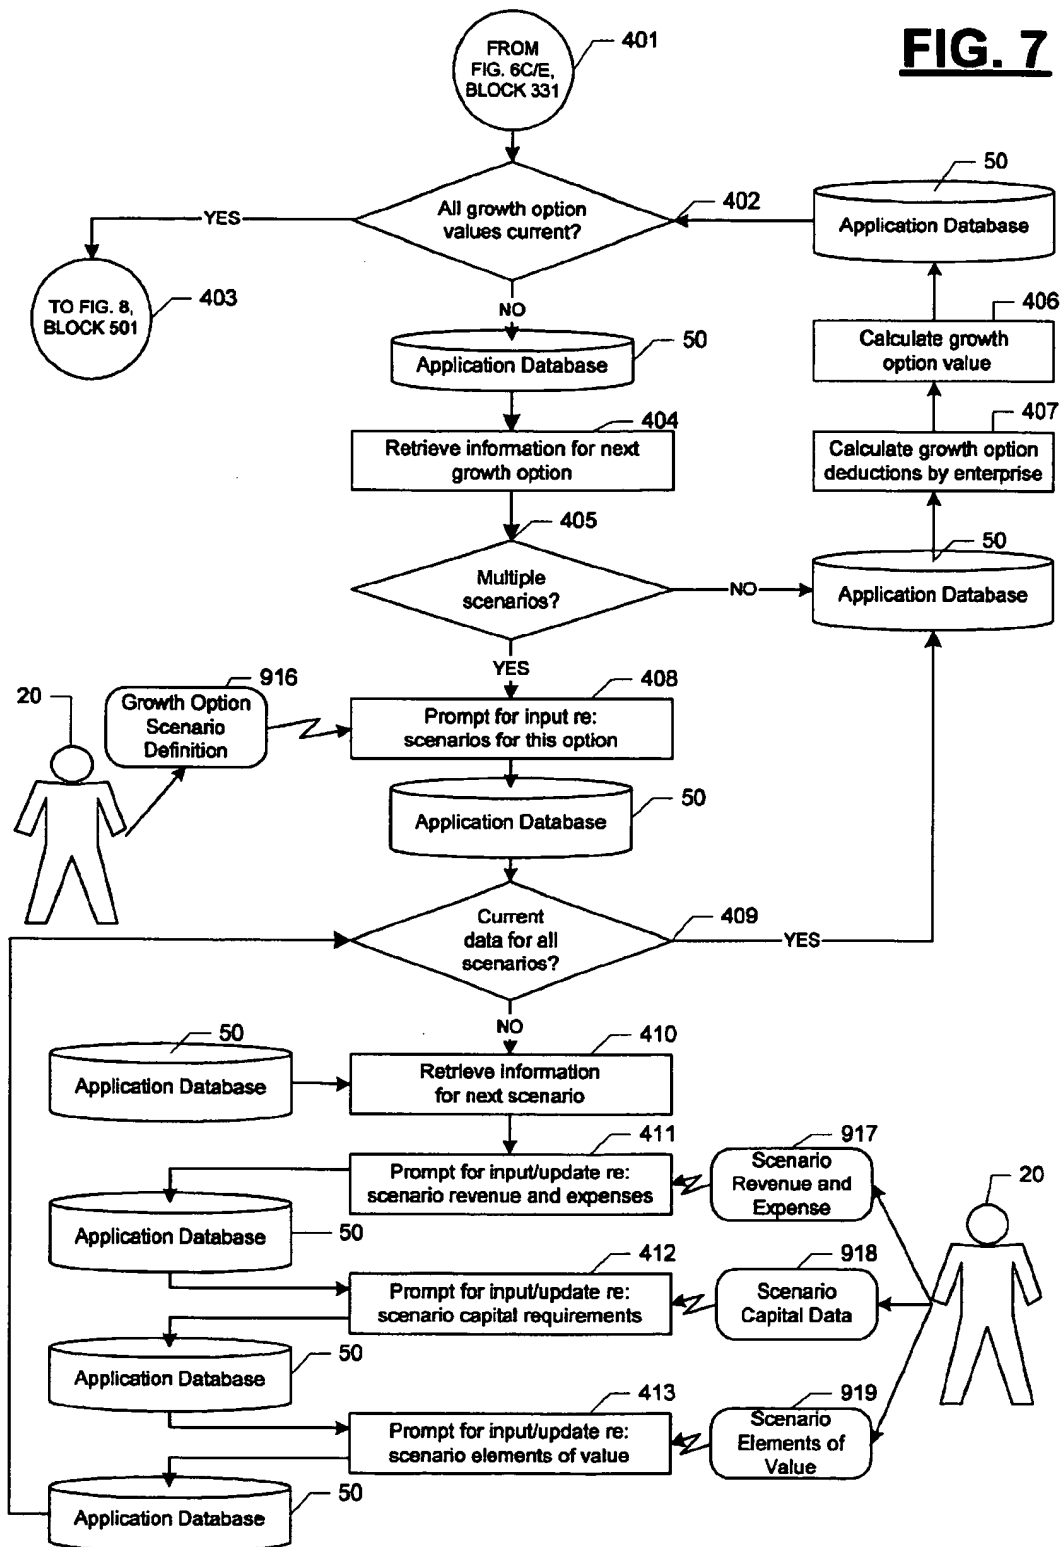 FIG. 7
FROM
FIG. 6C/E,
BLOCK 331
401
50
Application Database
402
All growth option
values current?
YES
TO FIG. 8,
BLOCK 501
403
NO
50
Application Database
406
Calculate growth
option value
404
Retrieve information for next
growth option
407
Calculate growth option
deductions by enterprise
405
Multiple
scenarios?
NO
50
Application Database
YES
20
916
Growth Option
Scenario
Definition
408
Prompt for input re:
scenarios for this option
50
Application Database
409
Current
data for all
scenarios?
YES
NO
50
Application Database
410
Retrieve information
for next scenario
411
Prompt for input/update re:
scenario revenue and expenses
917
Scenario
Revenue and
Expense
20
50
Application Database
412
Prompt for input/update re:
scenario capital requirements
918
Scenario
Capital Data
50
Application Database
413
Prompt for input/update re:
scenario elements of value
919
Scenario
Elements of
Value
50
Application Database